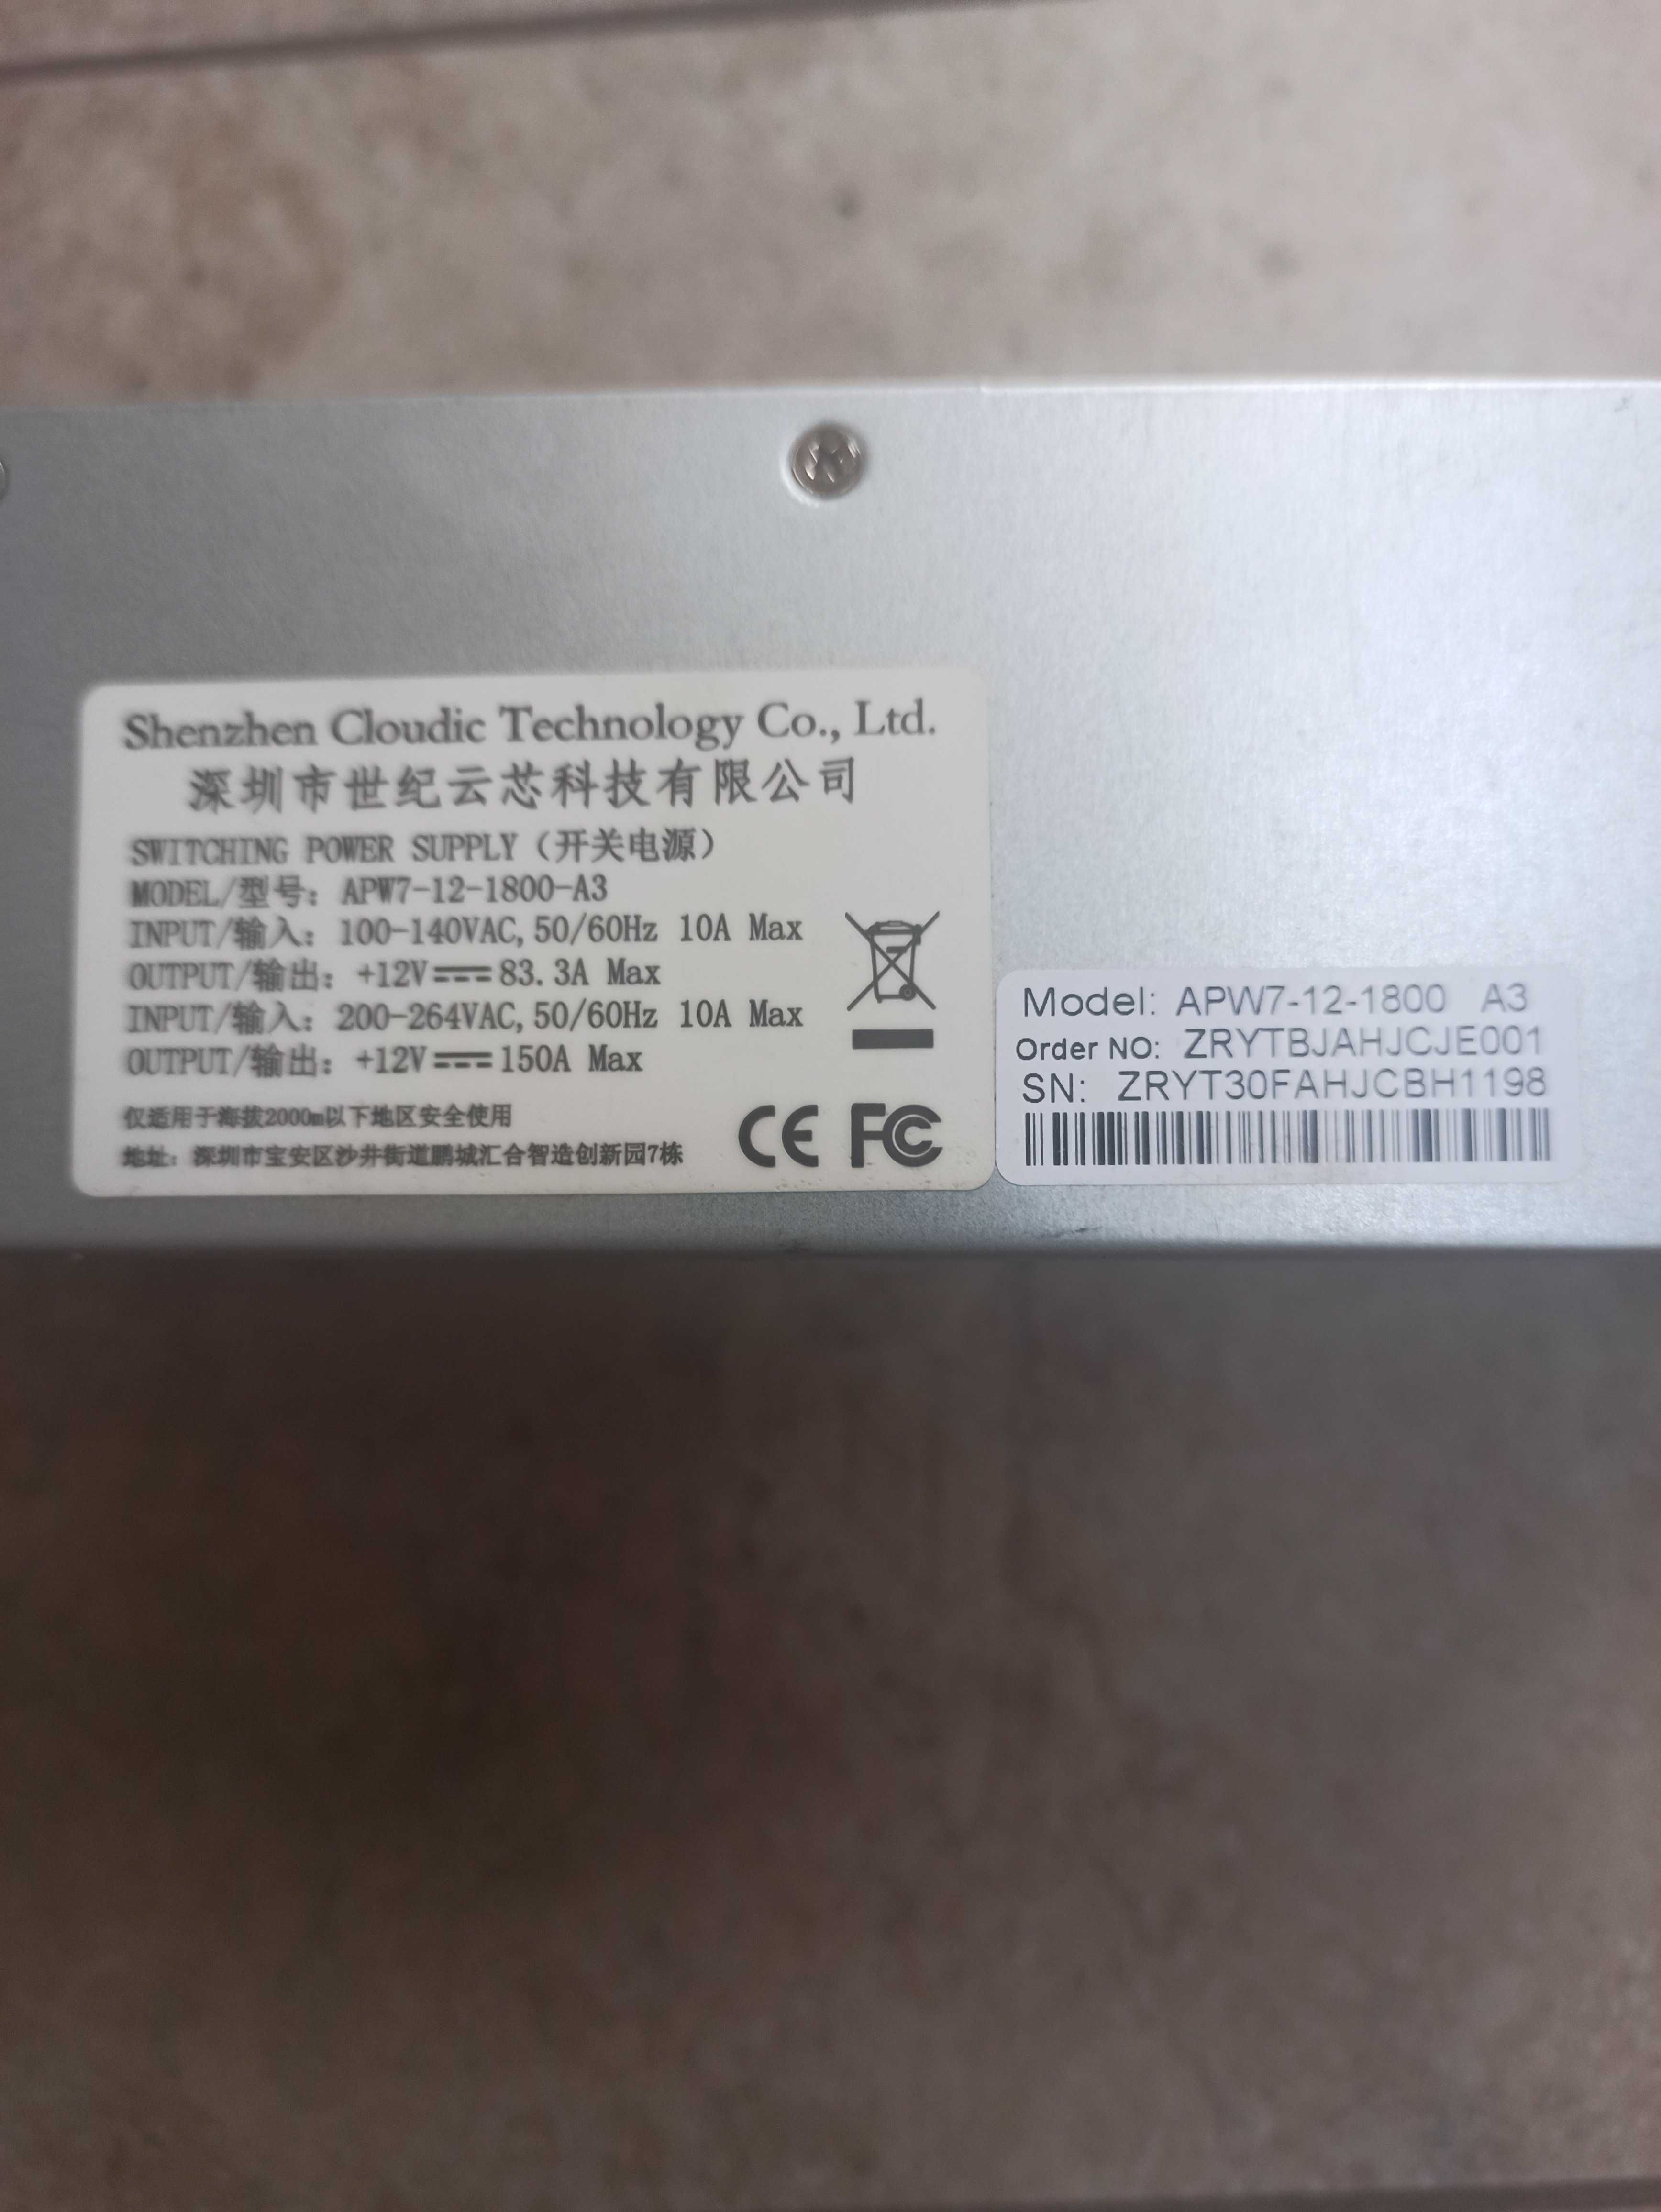 Shenzhen Cloudic Technology Co., Ltd.
深圳市世纪云芯科技有限公司
SWITCHING POWER SUPPLY（开关电源）
MODEL/型号: APW7-12-1800-A3
INPUT/输入: 100-140VAC, 50/60Hz 10A Max
OUTPUT/输出: +12V⎓83.3A Max
INPUT/输入: 200-264VAC, 50/60Hz 10A Max
OUTPUT/输出: +12V⎓150A Max
仅适用于海拔2000m以下地区安全使用
地址: 深圳市宝安区沙井街道鹏城汇合智造创新园7栋
CE FC
Model: APW7-12-1800 A3
Order NO: ZRYTBJAHJCJE001
SN: ZRYT30FAHJCBH1198